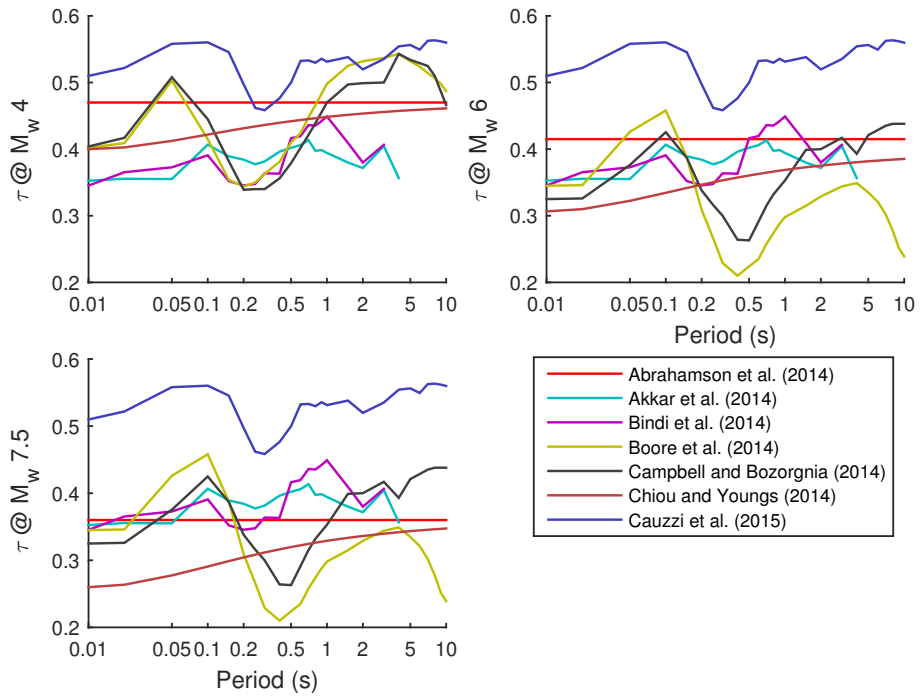 0.6
0.5
0.4
0.3
0.2
τ @ M_w 4
0.01 0.05 0.1 0.2 0.5 1 2 5 10
0.6
0.5
0.4
0.3
0.2
τ @ M_w 6
0.01 0.05 0.1 0.2 0.5 1 2 5 10
Period (s)
0.6
0.5
0.4
0.3
0.2
τ @ M_w 7.5
0.01 0.05 0.1 0.2 0.5 1 2 5 10
Period (s)
Abrahamson et al. (2014)
Akkar et al. (2014)
Bindi et al. (2014)
Boore et al. (2014)
Campbell and Bozorgnia (2014)
Chiou and Youngs (2014)
Cauzzi et al. (2015)